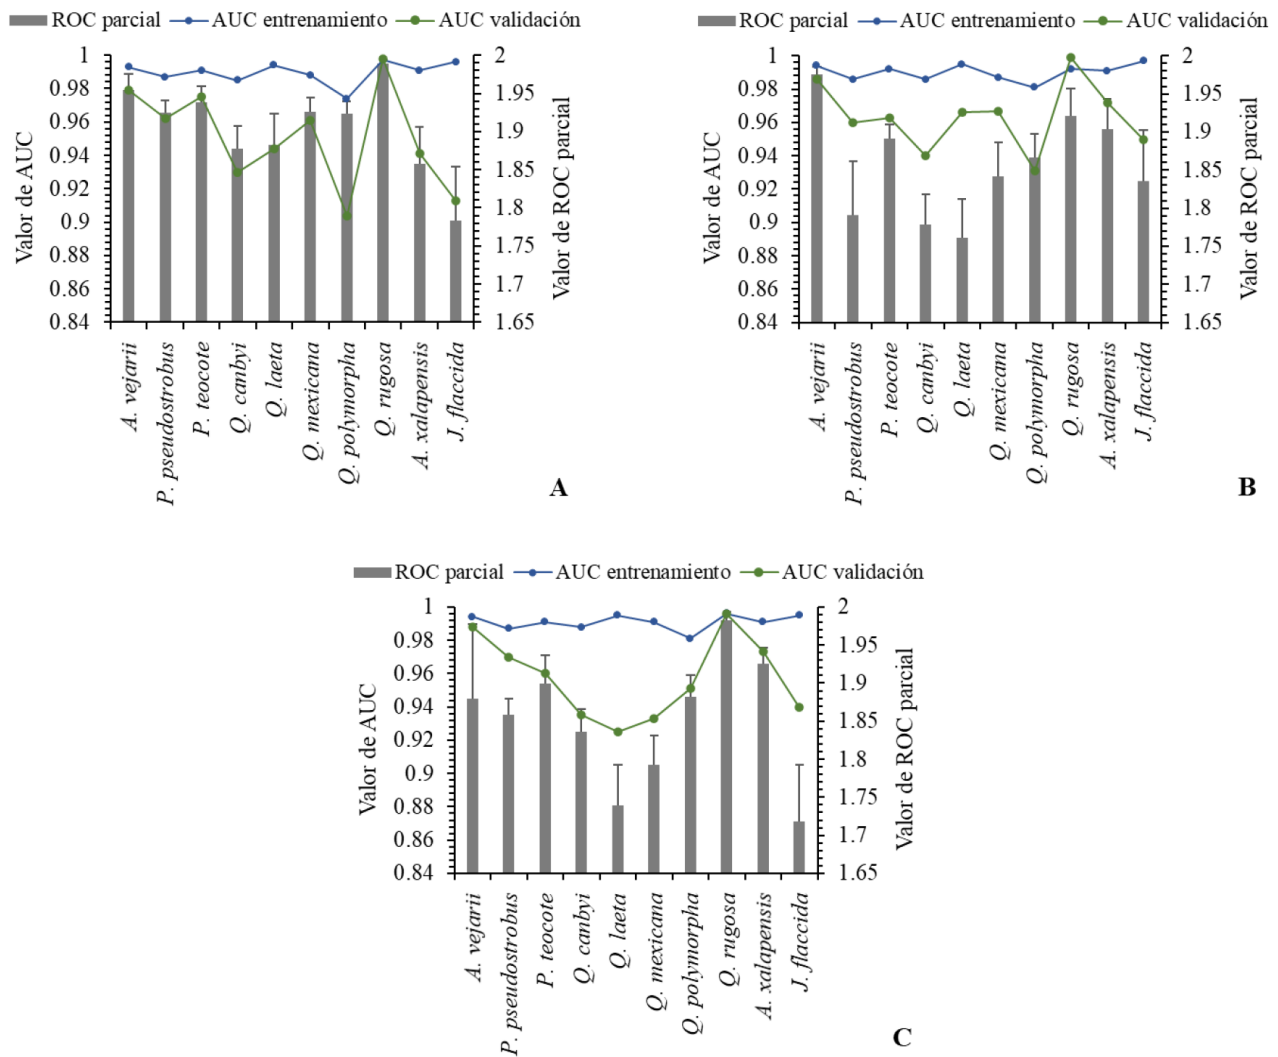 ROC parcial AUC entrenamiento AUC validación
1
0.98
0.96
0.94
0.92
0.9
0.88
0.86
0.84
Valor de AUC
2
1.95
1.9
1.85
1.8
1.75
1.7
1.65
Valor de ROC parcial
A. vejarii
P. pseudostrobus
P. teocote
Q. canbyi
Q. laeta
Q. mexicana
Q. polymorpha
Q. rugosa
A. xalapensis
J. flaccida
A
ROC parcial AUC entrenamiento AUC validación
1
0.98
0.96
0.94
0.92
0.9
0.88
0.86
0.84
Valor de AUC
2
1.95
1.9
1.85
1.8
1.75
1.7
1.65
Valor de ROC parcial
A. vejarii
P. pseudostrobus
P. teocote
Q. canbyi
Q. laeta
Q. mexicana
Q. polymorpha
Q. rugosa
A. xalapensis
J. flaccida
B
ROC parcial AUC entrenamiento AUC validación
1
0.98
0.96
0.94
0.92
0.9
0.88
0.86
0.84
Valor de AUC
2
1.95
1.9
1.85
1.8
1.75
1.7
1.65
Valor de ROC parcial
A. vejarii
P. pseudostrobus
P. teocote
Q. canbyi
Q. laeta
Q. mexicana
Q. polymorpha
Q. rugosa
A. xalapensis
J. flaccida
C